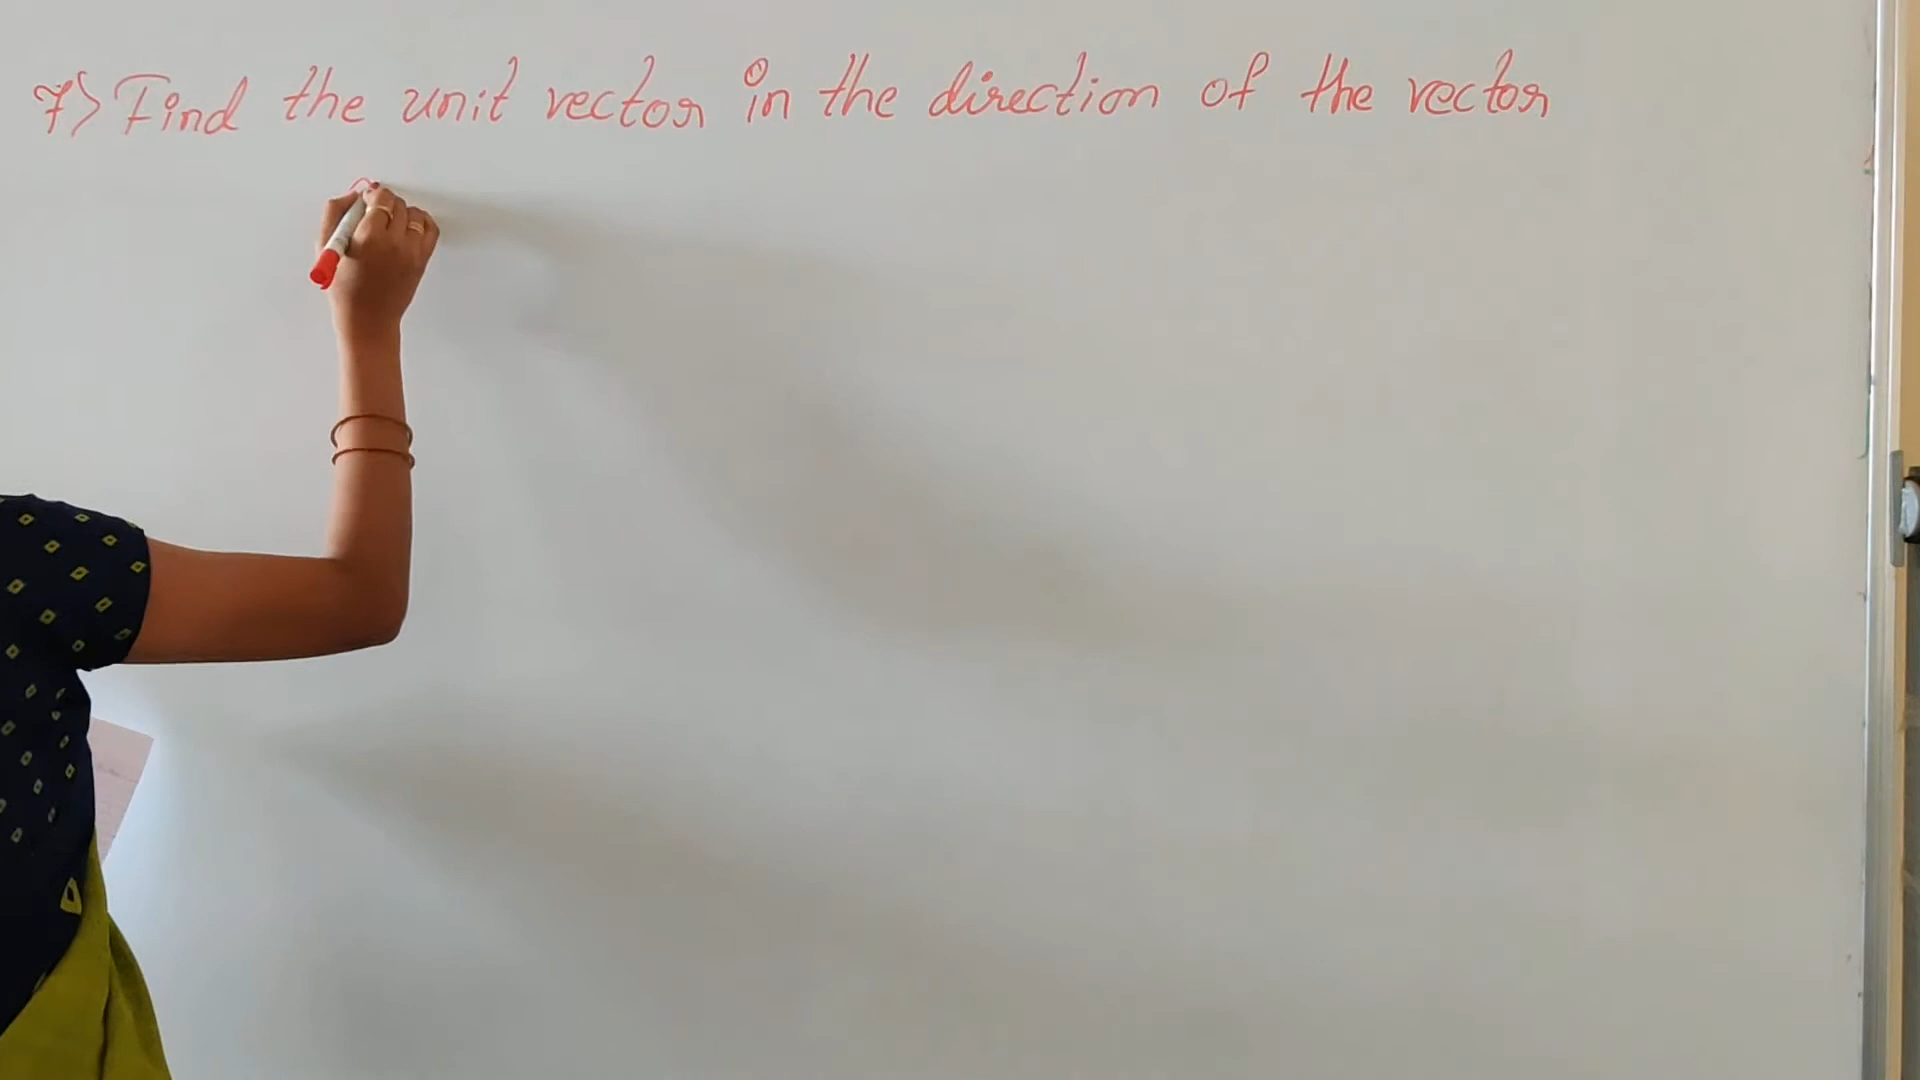 7) Find the unit vector in the direction of the vector